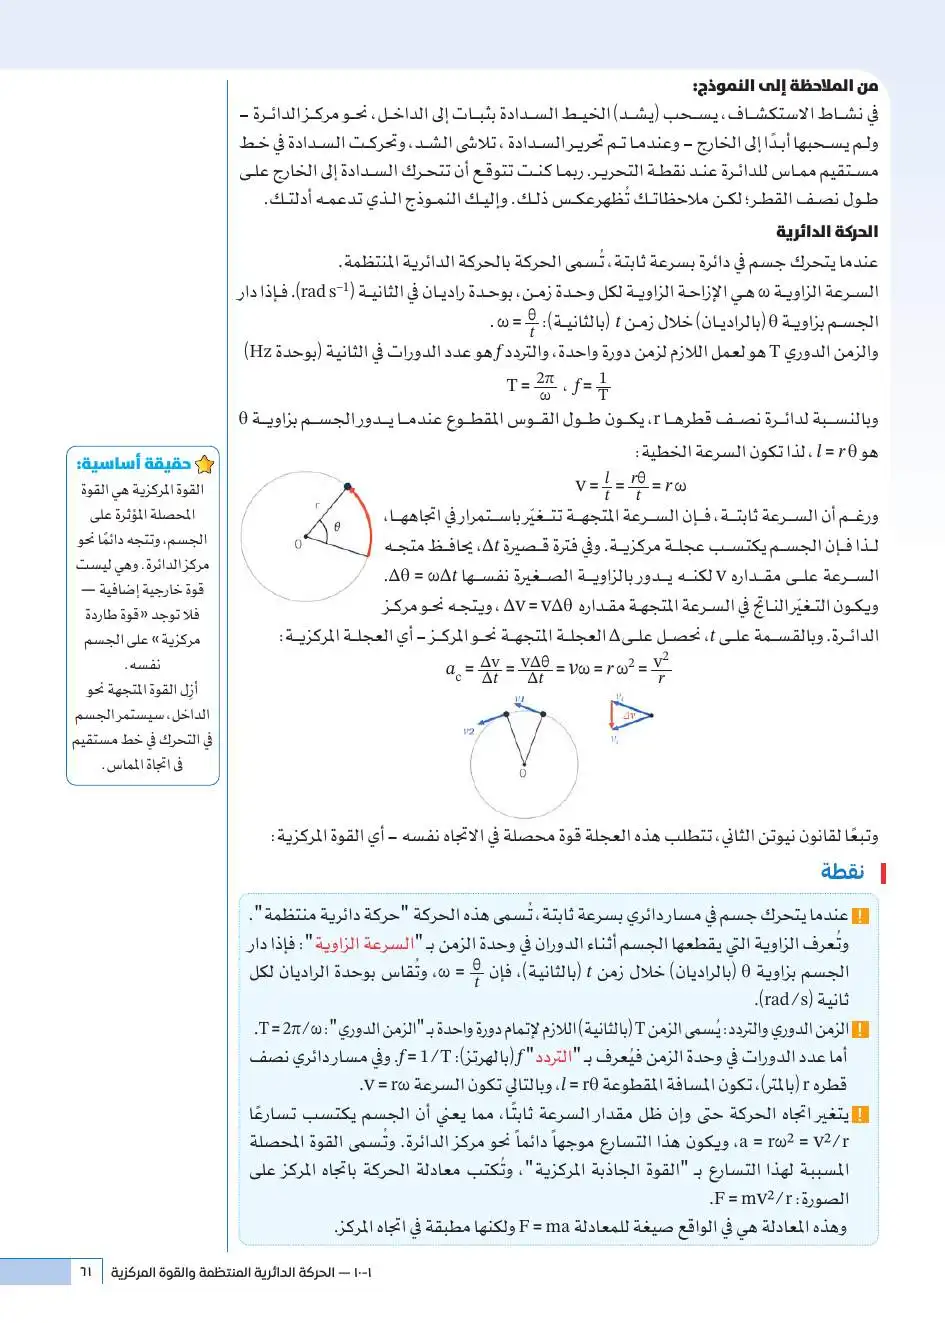 من الملاحظة إلى النموذج:
في نشاط الاستكشاف، يسحب (يشد) الخيط السدادة بثبات إلى الداخل، نحو مركز الدائرة –
ولم يسحبها أبدًا إلى الخارج – وعندما تم تحرير السدادة، تلاشى الشد، وتحركت السدادة في خط
مستقيم مماس للدائرة عند نقطة التحرير. ربما كنت تتوقع أن تتحرك السدادة إلى الخارج على
طول نصف القطر؛ لكن ملاحظاتك تُظهر عكس ذلك. وإليك النموذج الذي تدعمه أدلتك.
الحركة الدائرية
عندما يتحرك جسم في دائرة بسرعة ثابتة، تُسمى الحركة بالحركة الدائرية المنتظمة.
السرعة الزاوية ω هي الإزاحة الزاوية لكل وحدة زمن، بوحدة راديان في الثانية (rad s⁻¹). فإذا دار
الجسم بزاوية θ (بالراديان) خلال زمن t (بالثانية): ω = θ/t .
والزمن الدوري T هو لعمل اللازم لزمن دورة واحدة، والتردد f هو عدد الدورات في الثانية (بوحدة Hz)
T = 2π/ω ، f = 1/T
وبالنسبة لدائرة نصف قطرها r، يكون طول القوس المقطوع عندما يدور الجسم بزاوية θ
هو l = r θ ، لذا تكون السرعة الخطية:
v = l/t = rθ/t = r ω
ورغم أن السرعة ثابتة، فإن السرعة المتجهة تتغيّر باستمرار في اتجاهها،
لذا فإن الجسم يكتسب عجلة مركزية. وفي فترة قصيرة Δt، يحافظ متجه
السرعة على مقداره v لكنه يدور بالزاوية الصغيرة نفسها Δθ = ωΔt.
ويكون التغيّر الناتج في السرعة المتجهة مقداره Δv = vΔθ ، ويتجه نحو مركز
الدائرة. وبالقسمة على t، نحصل على Δ العجلة المتجهة نحو المركز – أي العجلة المركزية:
a_c = Δv/Δt = vΔθ/Δt = vω = r ω² = v²/r
r
θ
O
v1
v2
O
v_i
Δv
v_i
وتبعًا لقانون نيوتن الثاني، تتطلب هذه العجلة قوة محصلة في الاتجاه نفسه – أي القوة المركزية:
نقطة
! عندما يتحرك جسم في مسار دائري بسرعة ثابتة، تُسمى هذه الحركة "حركة دائرية منتظمة".
وتُعرف الزاوية التي يقطعها الجسم أثناء الدوران في وحدة الزمن بـ "السرعة الزاوية": فإذا دار
الجسم بزاوية θ (بالراديان) خلال زمن t (بالثانية)، فإن ω = θ/t، وتُقاس بوحدة الراديان لكل
ثانية (rad/s).
! الزمن الدوري والتردد: يُسمى الزمن T (بالثانية) اللازم لإتمام دورة واحدة بـ "الزمن الدوري": T = 2π/ω.
أما عدد الدورات في وحدة الزمن فيُعرف بـ "التردد" f (بالهرتز): f = 1/T. وفي مسار دائري نصف
قطره r (بالمتر)، تكون المسافة المقطوعة l = rθ، وبالتالي تكون السرعة v = rω.
! يتغير اتجاه الحركة حتى وإن ظل مقدار السرعة ثابتًا، مما يعني أن الجسم يكتسب تسارعًا
a = rω² = v²/r، ويكون هذا التسارع موجهاً دائماً نحو مركز الدائرة. وتُسمى القوة المحصلة
المسببة لهذا التسارع بـ "القوة الجاذبة المركزية"، وتُكتب معادلة الحركة باتجاه المركز على
الصورة: F = mv²/r.
وهذه المعادلة هي في الواقع صيغة للمعادلة F = ma ولكنها مطبقة في اتجاه المركز.
حقيقة أساسية:
القوة المركزية هي القوة
المحصلة المؤثرة على
الجسم، وتتجه دائمًا نحو
مركز الدائرة. وهي ليست
قوة خارجية إضافية —
فلا توجد «قوة طاردة
مركزية» على الجسم
نفسه.
أزِل القوة المتجهة نحو
الداخل، سيستمر الجسم
في التحرك في خط مستقيم
فى اتجاة المماس.
١-١٠ — الحركة الدائرية المنتظمة والقوة المركزية
٦١